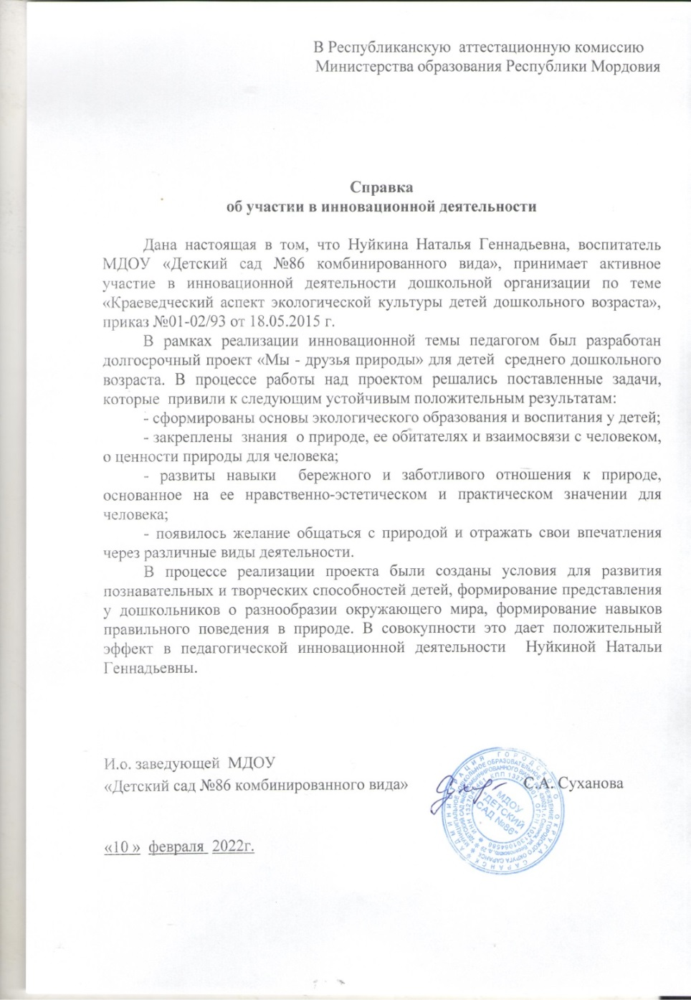 В Республиканскую аттестационную комиссию
Министерства образования Республики Мордовия
Справка
об участии в инновационной деятельности
Дана настоящая в том, что Нуйкина Наталья Геннадьевна, воспитатель
МДОУ «Детский сад №86 комбинированного вида», принимает активное
участие в инновационной деятельности дошкольной организации по теме
«Краеведческий аспект экологической культуры детей дошкольного возраста»,
приказ №01-02/93 от 18.05.2015 г.
В рамках реализации инновационной темы педагогом был разработан
долгосрочный проект «Мы - друзья природы» для детей среднего дошкольного
возраста. В процессе работы над проектом решались поставленные задачи,
которые привили к следующим устойчивым положительным результатам:
- сформированы основы экологического образования и воспитания у детей;
- закреплены знания о природе, ее обитателях и взаимосвязи с человеком,
о ценности природы для человека;
- развиты навыки бережного и заботливого отношения к природе,
основанное на ее нравственно-эстетическом и практическом значении для
человека;
- появилось желание общаться с природой и отражать свои впечатления
через различные виды деятельности.
В процессе реализации проекта были созданы условия для развития
познавательных и творческих способностей детей, формирование представления
у дошкольников о разнообразии окружающего мира, формирование навыков
правильного поведения в природе. В совокупности это дает положительный
эффект в педагогической инновационной деятельности Нуйкиной Натальи
Геннадьевны.
И.о. заведующей МДОУ
«Детский сад №86 комбинированного вида»
С.А. Суханова
МДОУ
"ДЕТСКИЙ
САД №86"
«10 » февраля 2022г.